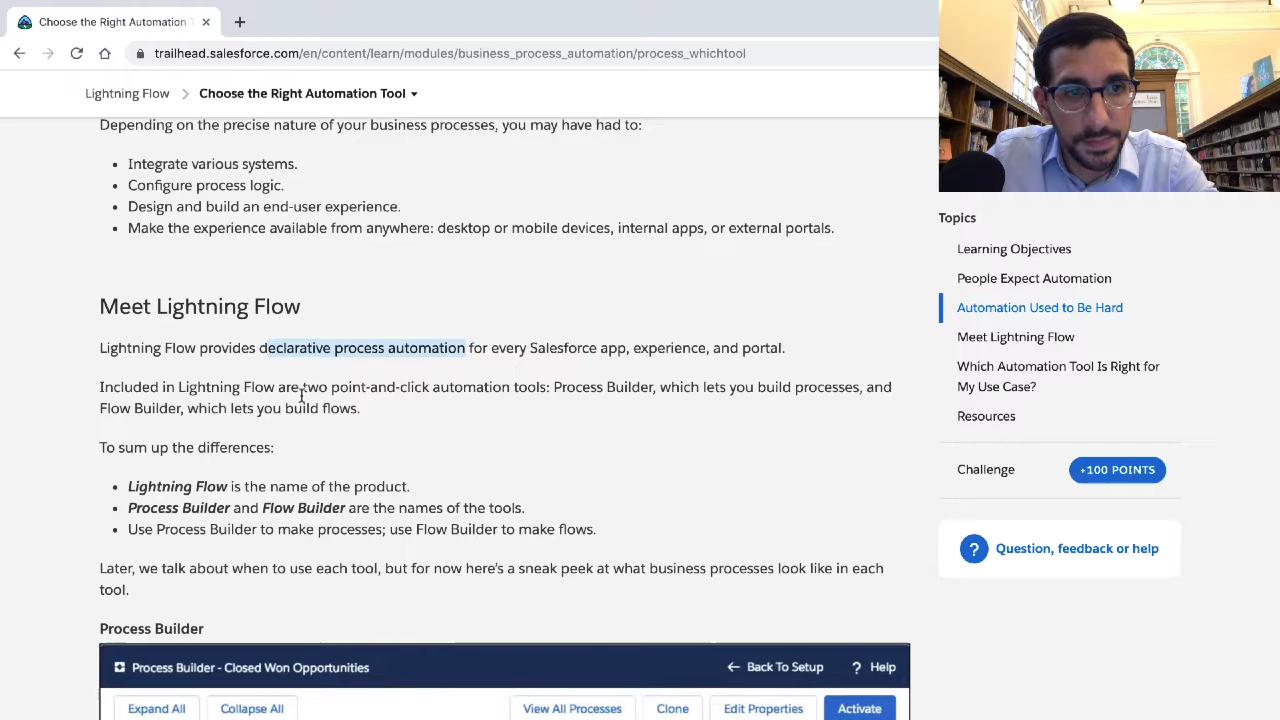 Choose the Right Automation T
trailhead.salesforce.com/en/content/learn/modules/business_process_automation/process_whichtool
Lightning Flow > Choose the Right Automation Tool
Depending on the precise nature of your business processes, you may have had to:
• Integrate various systems.
• Configure process logic.
• Design and build an end-user experience.
• Make the experience available from anywhere: desktop or mobile devices, internal apps, or external portals.
Meet Lightning Flow
Lightning Flow provides declarative process automation for every Salesforce app, experience, and portal.
Included in Lightning Flow are two point-and-click automation tools: Process Builder, which lets you build processes, and
Flow Builder, which lets you build flows.
To sum up the differences:
• Lightning Flow is the name of the product.
• Process Builder and Flow Builder are the names of the tools.
• Use Process Builder to make processes; use Flow Builder to make flows.
Later, we talk about when to use each tool, but for now here's a sneak peek at what business processes look like in each
tool.
Process Builder
Process Builder - Closed Won Opportunities
Back To Setup
? Help
Expand All
Collapse All
View All Processes
Clone
Edit Properties
Activate
Topics
Learning Objectives
People Expect Automation
Automation Used to Be Hard
Meet Lightning Flow
Which Automation Tool Is Right for
My Use Case?
Resources
Challenge
+100 POINTS
? Question, feedback or help